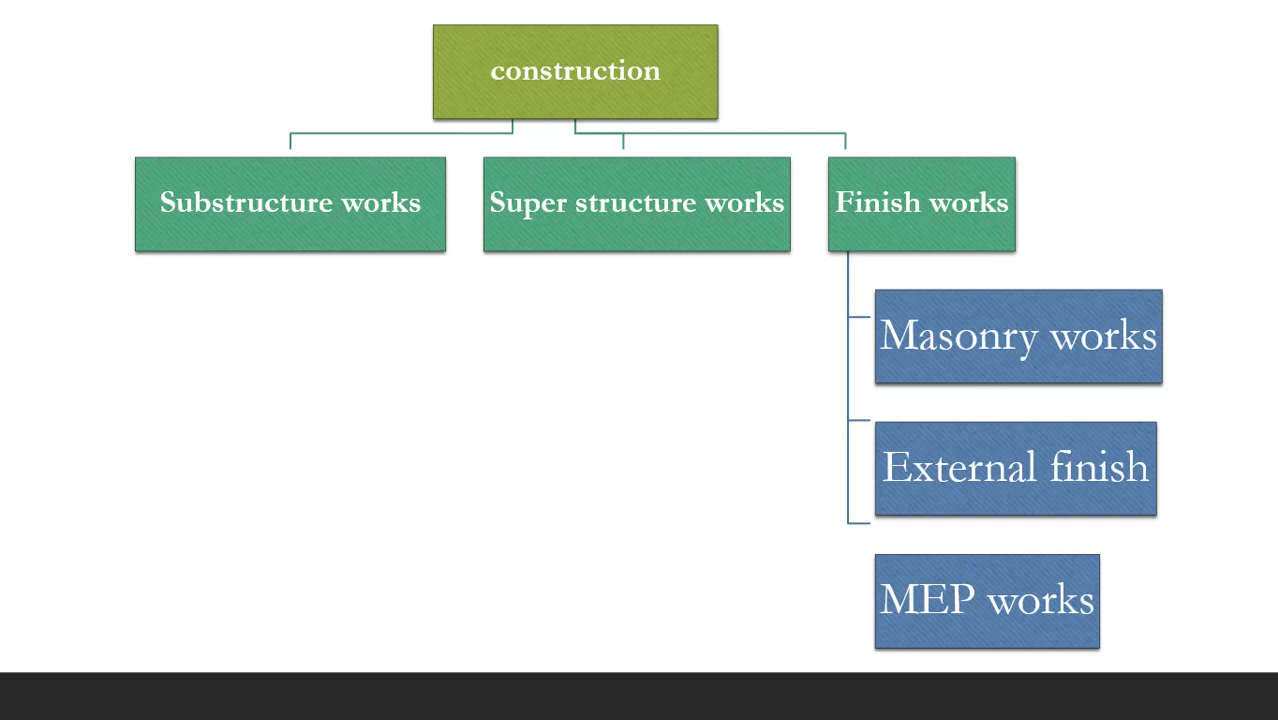 construction
Substructure works
Super structure works
Finish works
Masonry works
External finish
MEP works